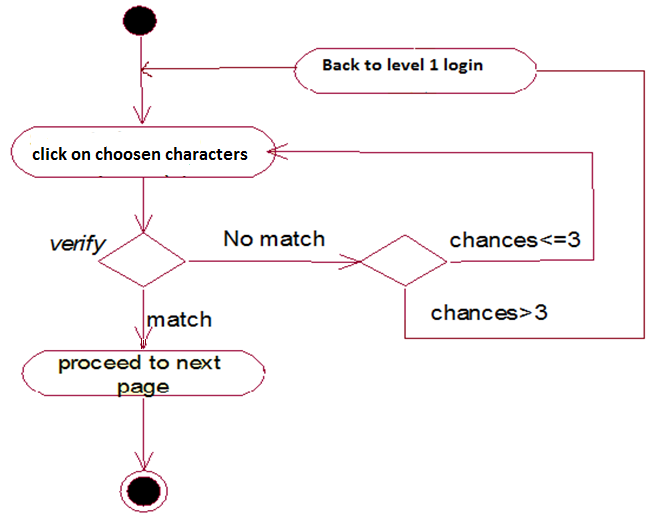 Back to level 1 login
click on choosen characters
verify
No match
chances<=3
chances>3
match
proceed to next
page